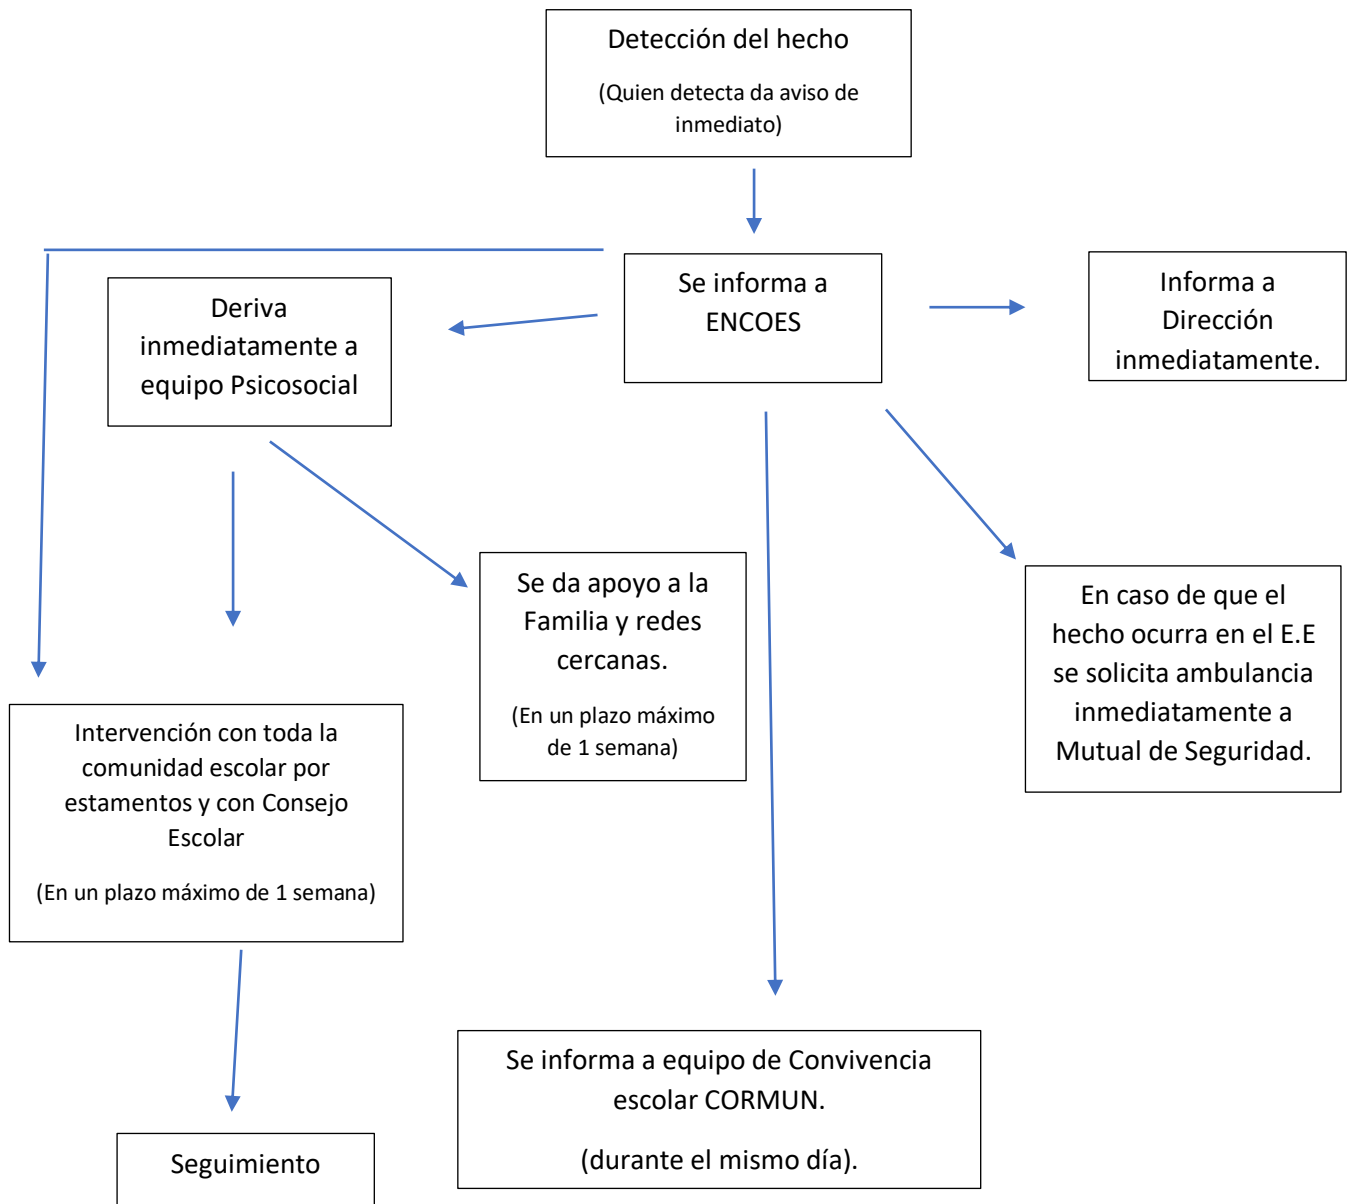 Detección del hecho
(Quien detecta da aviso de
inmediato)
Se informa a
ENCOES
Informa a
Dirección
inmediatamente.
Deriva
inmediatamente a
equipo Psicosocial
Se da apoyo a la
Familia y redes
cercanas.
(En un plazo máximo
de 1 semana)
En caso de que el
hecho ocurra en el E.E
se solicita ambulancia
inmediatamente a
Mutual de Seguridad.
Intervención con toda la
comunidad escolar por
estamentos y con Consejo
Escolar
(En un plazo máximo de 1 semana)
Se informa a equipo de Convivencia
escolar CORMUN.
(durante el mismo día).
Seguimiento